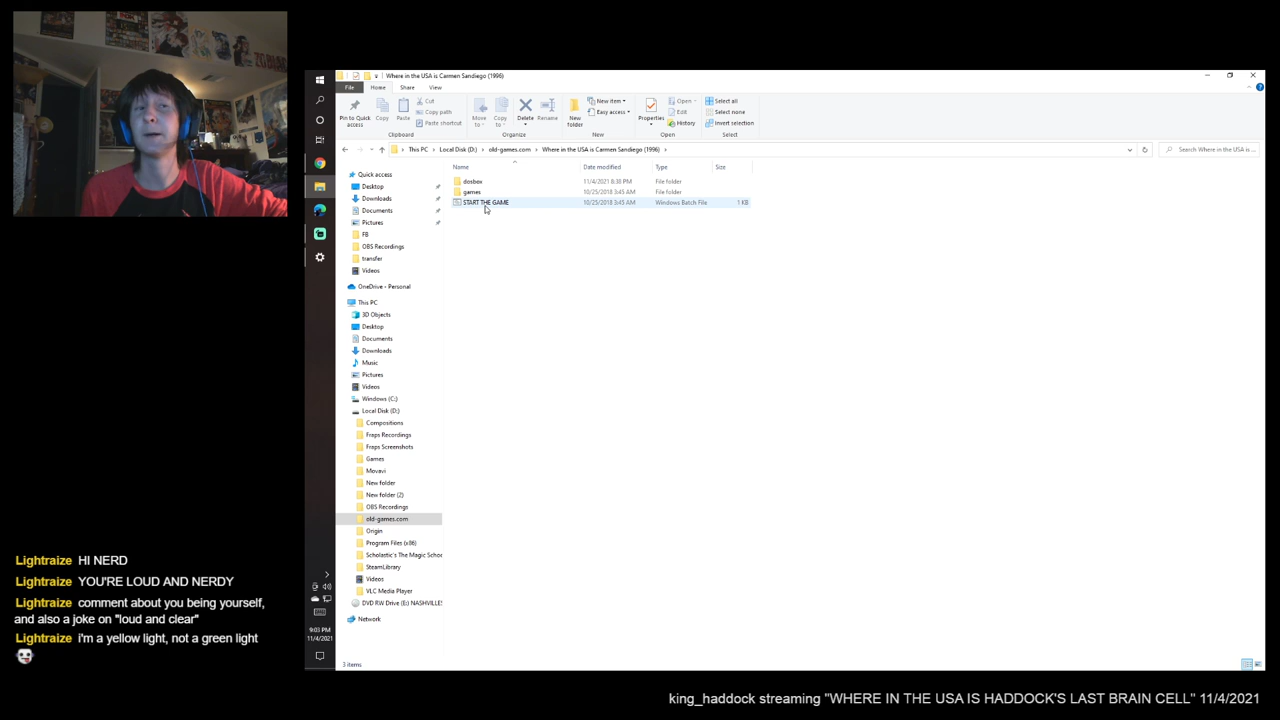 Where in the USA is Carmen Sandiego (1996)
File Home Share View
Pin to Quick access
Copy
Paste
Cut
Copy path
Paste shortcut
Clipboard
Move to
Copy to
Delete
Rename
Organize
New folder
New item
Easy access
New
Properties
Open
Edit
History
Open
Select all
Select none
Invert selection
Select
This PC > Local Disk (D:) > old-games.com > Where in the USA is Carmen Sandiego (1996) >
Search Where in the USA is ...
Name Date modified Type Size
dosbox 11/4/2021 8:38 PM File folder
games 10/25/2018 3:45 AM File folder
START THE GAME 10/25/2018 3:45 AM Windows Batch File 1 KB
Quick access
Desktop
Downloads
Documents
Pictures
FB
OBS Recordings
transfer
Videos
OneDrive - Personal
This PC
3D Objects
Desktop
Documents
Downloads
Music
Pictures
Videos
Windows (C:)
Local Disk (D:)
Compositions
Fraps Recordings
Fraps Screenshots
Games
Movavi
New folder
New folder (2)
OBS Recordings
old-games.com
Origin
Program Files (x86)
Scholastic's The Magic Schoo
SteamLibrary
Videos
VLC Media Player
DVD RW Drive (E:) NASHVILLE
Network
3 items
9:03 PM
11/4/2021
Lightraize HI NERD
Lightraize YOU'RE LOUD AND NERDY
Lightraize comment about you being yourself,
and also a joke on "loud and clear"
Lightraize i'm a yellow light, not a green light
king_haddock streaming "WHERE IN THE USA IS HADDOCK'S LAST BRAIN CELL" 11/4/2021